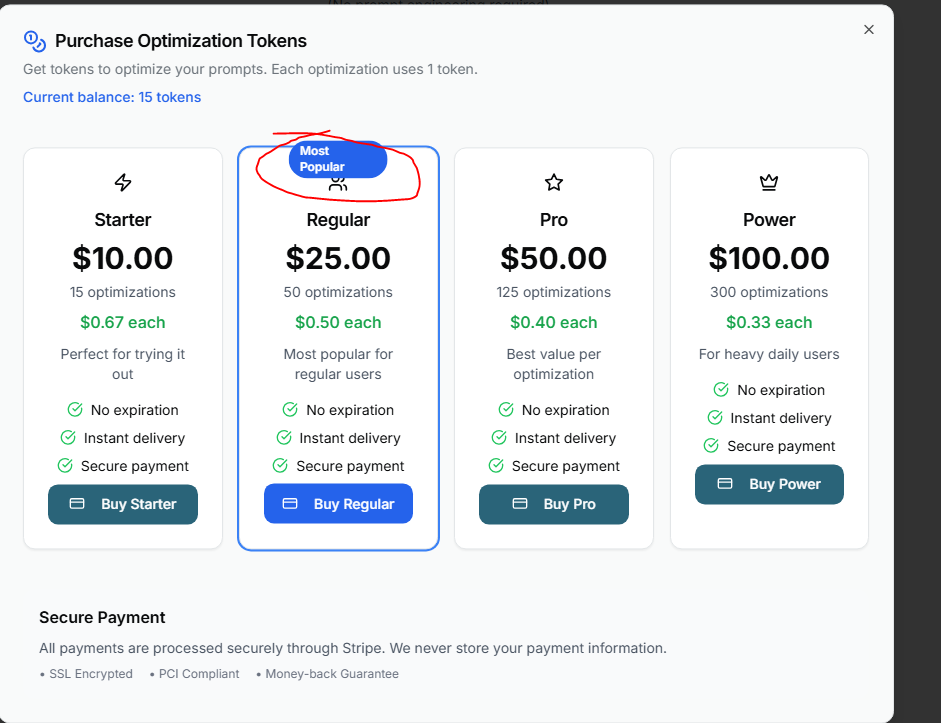 (No prompt engineering required)
Purchase Optimization Tokens
Get tokens to optimize your prompts. Each optimization uses 1 token.
Current balance: 15 tokens
Most
Popular
Starter
$10.00
15 optimizations
$0.67 each
Perfect for trying it
out
No expiration
Instant delivery
Secure payment
Buy Starter
Regular
$25.00
50 optimizations
$0.50 each
Most popular for
regular users
No expiration
Instant delivery
Secure payment
Buy Regular
Pro
$50.00
125 optimizations
$0.40 each
Best value per
optimization
No expiration
Instant delivery
Secure payment
Buy Pro
Power
$100.00
300 optimizations
$0.33 each
For heavy daily users
No expiration
Instant delivery
Secure payment
Buy Power
Secure Payment
All payments are processed securely through Stripe. We never store your payment information.
• SSL Encrypted • PCI Compliant • Money-back Guarantee